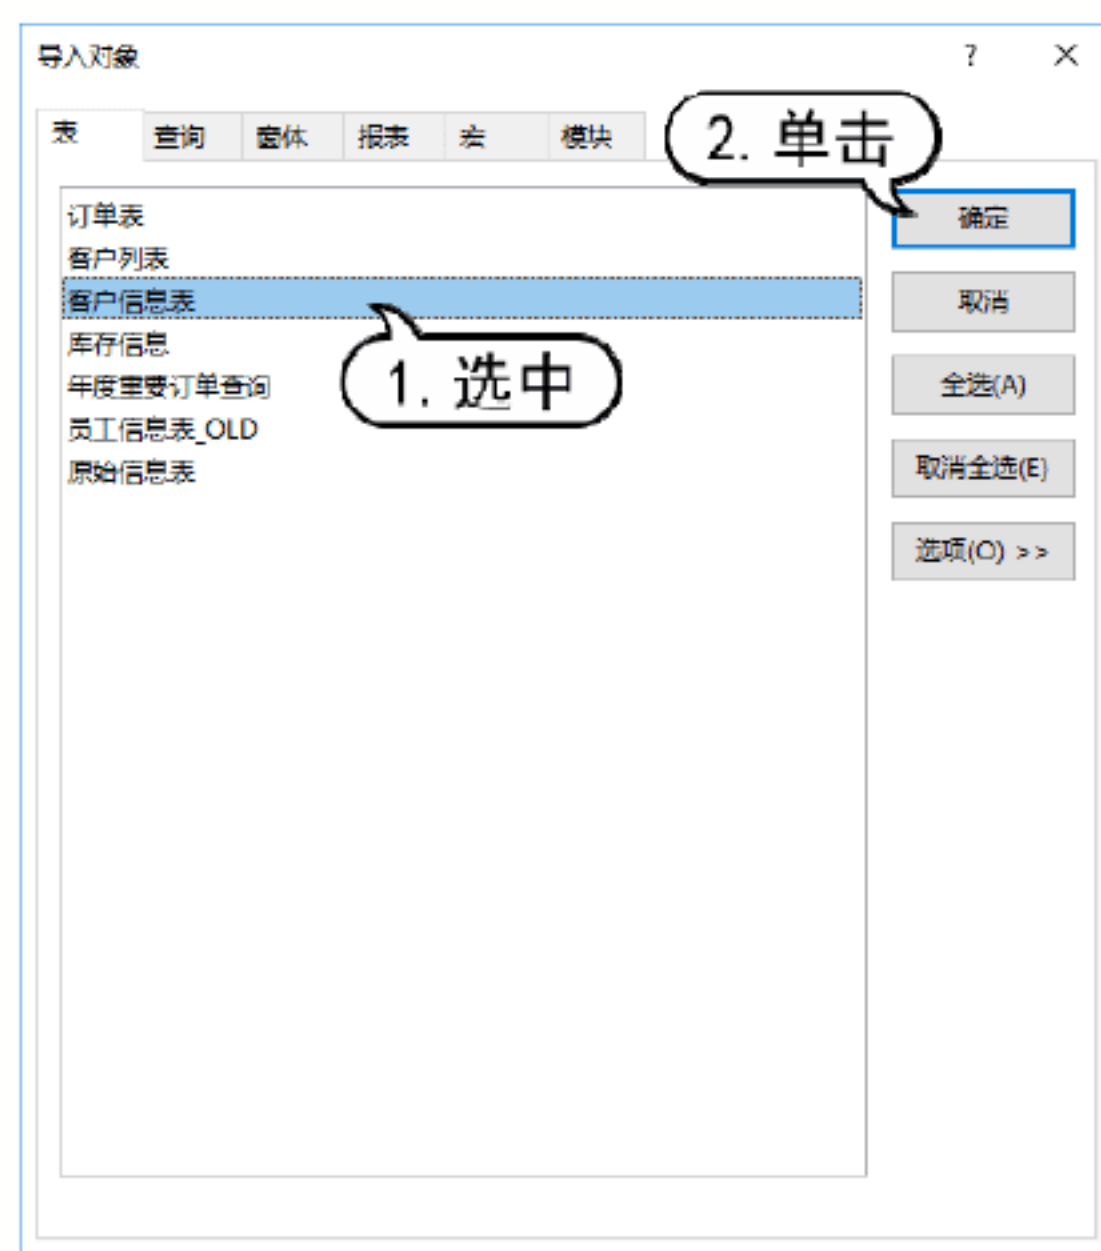 导入对象 ? ×
表 查询 窗体 报表 宏 模块
2. 单击
订单表
客户列表
客户信息表
库存信息
年度重要订单查询
员工信息表_OLD
原始信息表
1. 选中
确定
取消
全选(A)
取消全选(E)
选项(O) >>